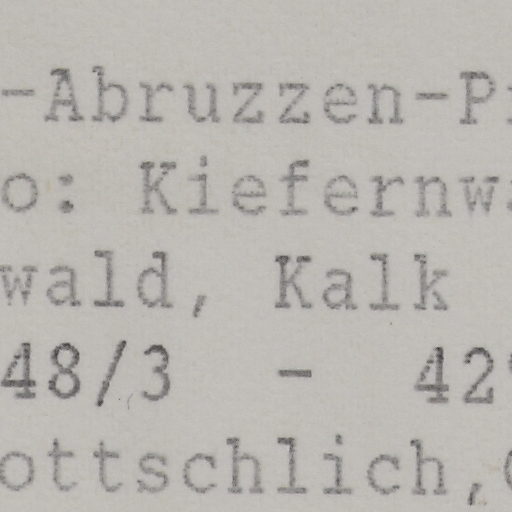 -Abruzzen-P
o: Kiefernw
wald, Kalk
48/3 - 42
ottschlich,